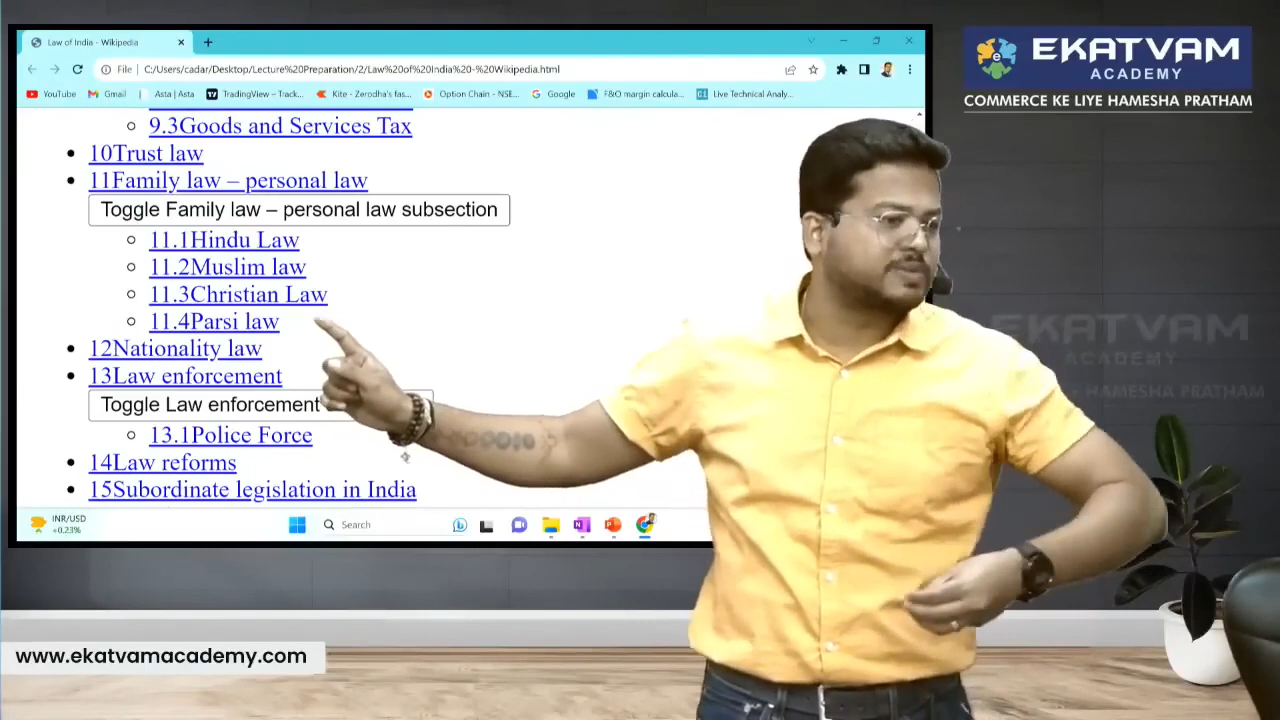 Law of India - Wikipedia
File C:/Users/cadar/Desktop/Lecture%20Preparation/2/Law%20of%20India%20-%20Wikipedia.html
YouTube Gmail Asta | Asta TradingView – Track... Kite - Zerodha's fas... Option Chain - NSE... Google F&O margin calcula... Live Technical Analy...
9.3Goods and Services Tax
10Trust law
11Family law – personal law
Toggle Family law – personal law subsection
11.1Hindu Law
11.2Muslim law
11.3Christian Law
11.4Parsi law
12Nationality law
13Law enforcement
Toggle Law enforcement
13.1Police Force
14Law reforms
15Subordinate legislation in India
INR/USD
+0.23%
Search
EKATVAM
ACADEMY
COMMERCE KE LIYE HAMESHA PRATHAM
EKATVAM
ACADEMY
HAMESHA PRATHAM
www.ekatvamacademy.com